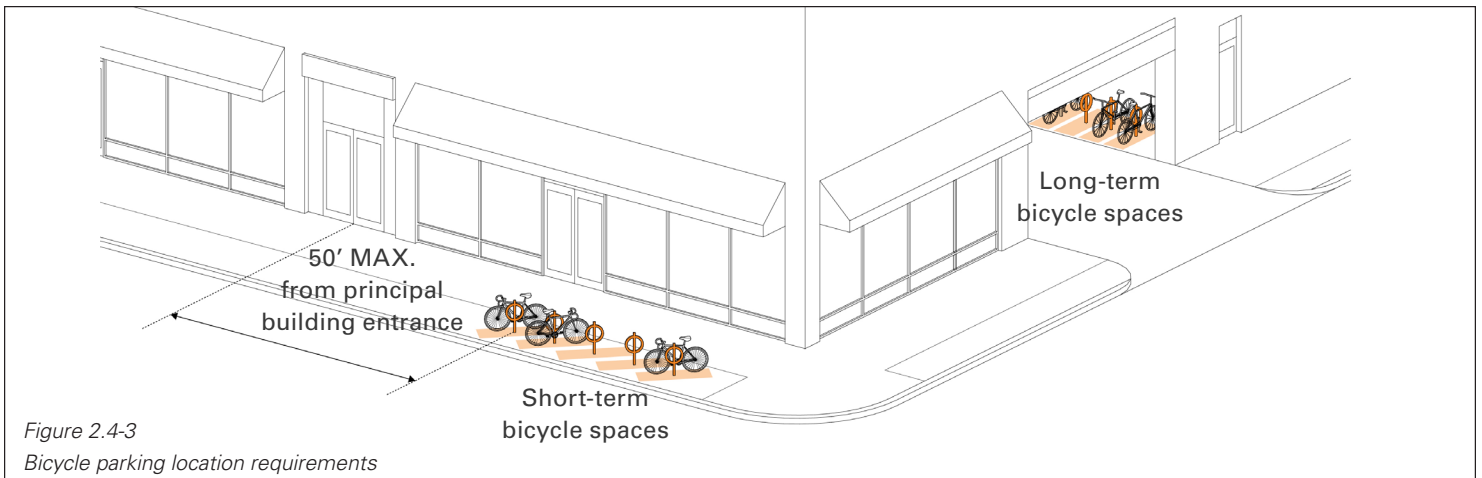 Long-term
bicycle spaces
50′ MAX.
from principal
building entrance
Short-term
bicycle spaces
Figure 2.4-3
Bicycle parking location requirements